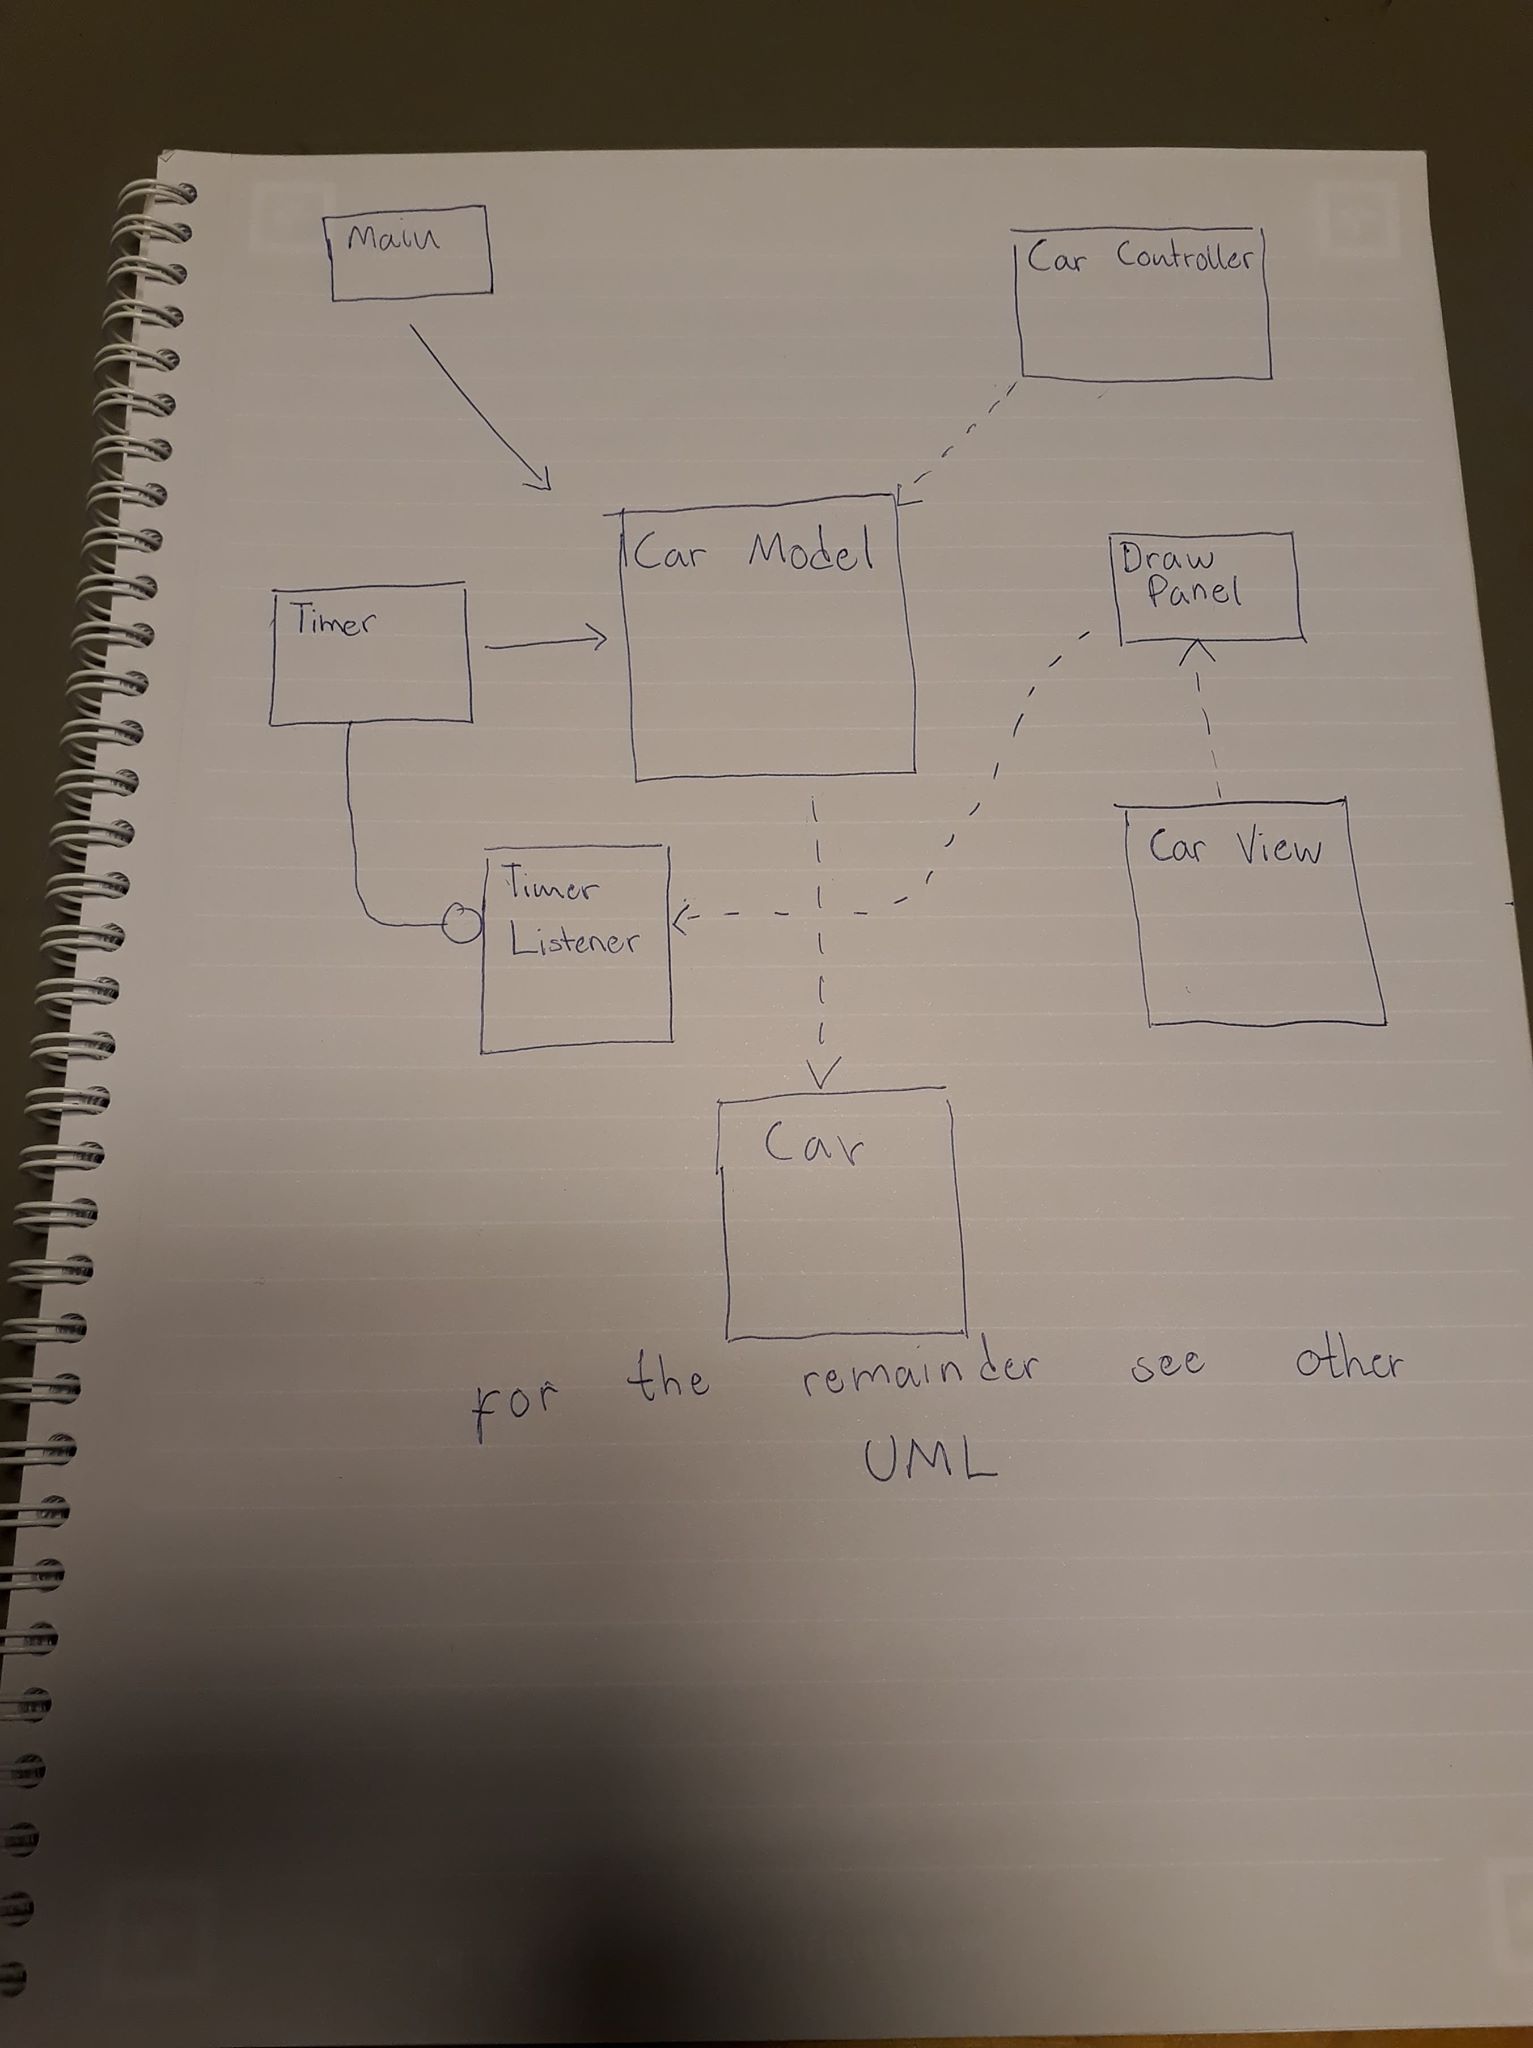 Main
Car Controller
Car Model
Draw
Panel
Timer
Car View
Timer
Listener
Car
for the remainder see other
UML